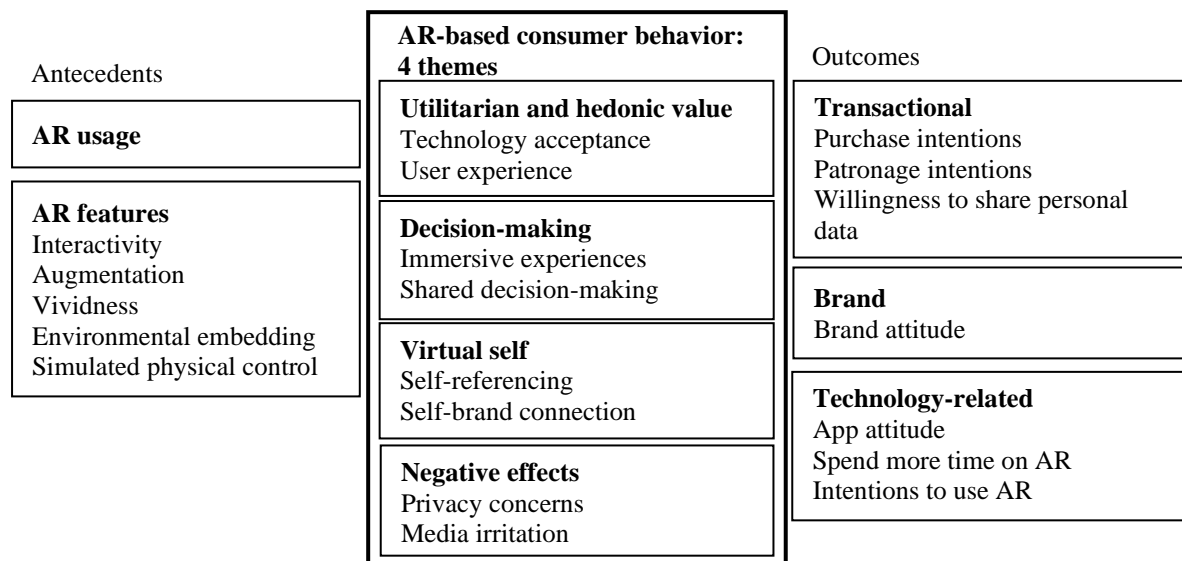 Antecedents
AR usage
AR features
Interactivity
Augmentation
Vividness
Environmental embedding
Simulated physical control
AR-based consumer behavior:
4 themes
Utilitarian and hedonic value
Technology acceptance
User experience
Decision-making
Immersive experiences
Shared decision-making
Virtual self
Self-referencing
Self-brand connection
Negative effects
Privacy concerns
Media irritation
Outcomes
Transactional
Purchase intentions
Patronage intentions
Willingness to share personal
data
Brand
Brand attitude
Technology-related
App attitude
Spend more time on AR
Intentions to use AR